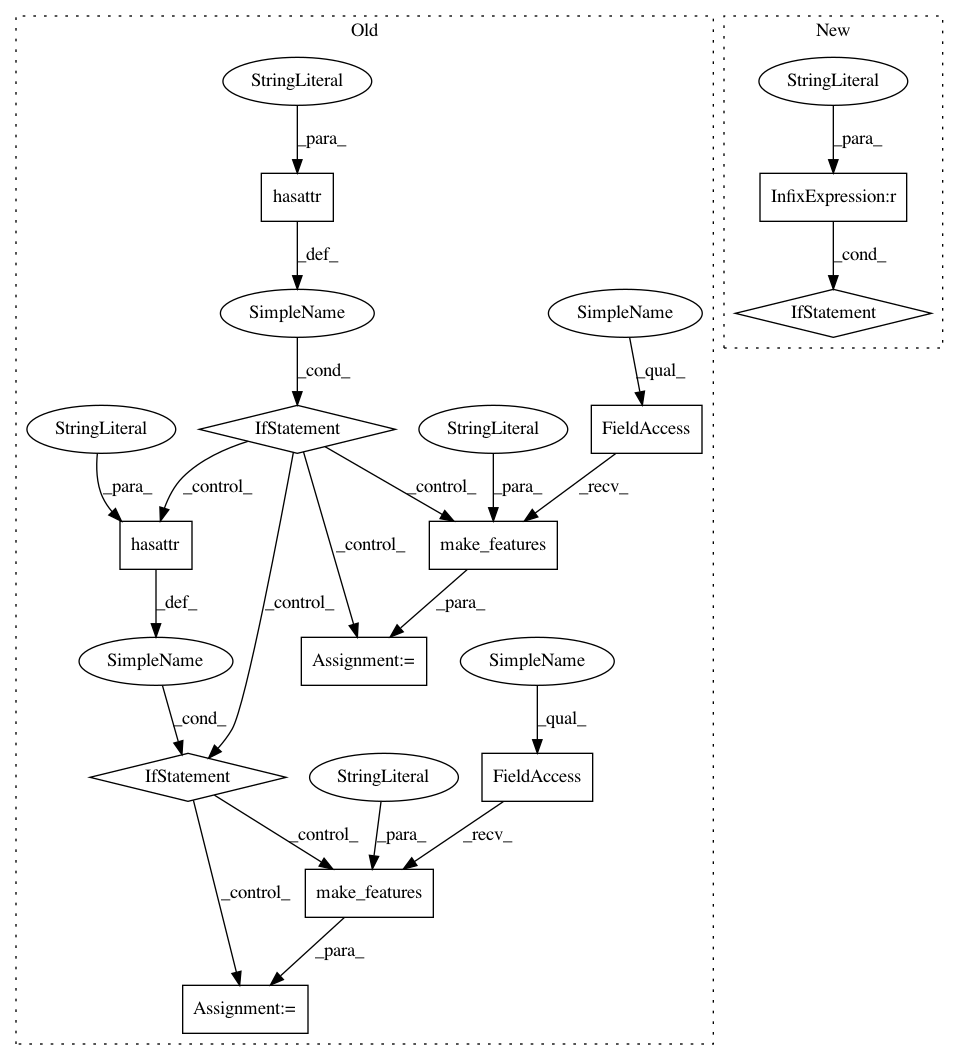 Old
New
StringLiteral
StringLiteral
_para_
_para_
hasattr
InfixExpression:r
_def_
_cond_
SimpleName
SimpleName
IfStatement
_cond_
_qual_
StringLiteral
IfStatement
StringLiteral
FieldAccess
_para_
_control_
_control_
_para_
_recv_
hasattr
_control_
make_features
_def_
_control_
_para_
SimpleName
Assignment:=
SimpleName
_cond_
_qual_
IfStatement
StringLiteral
FieldAccess
_control_
_para_
_recv_
_control_
make_features
_para_
Assignment:=